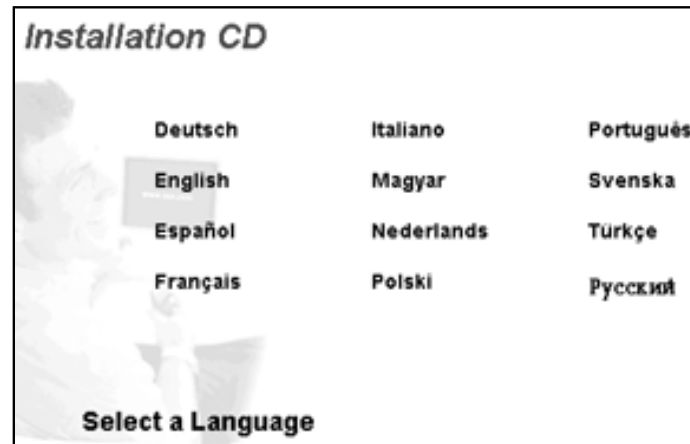 Installation CD
Deutsch Italiano Português
English Magyar Svenska
Español Nederlands Türkçe
Français Polski Русский
Select a Language